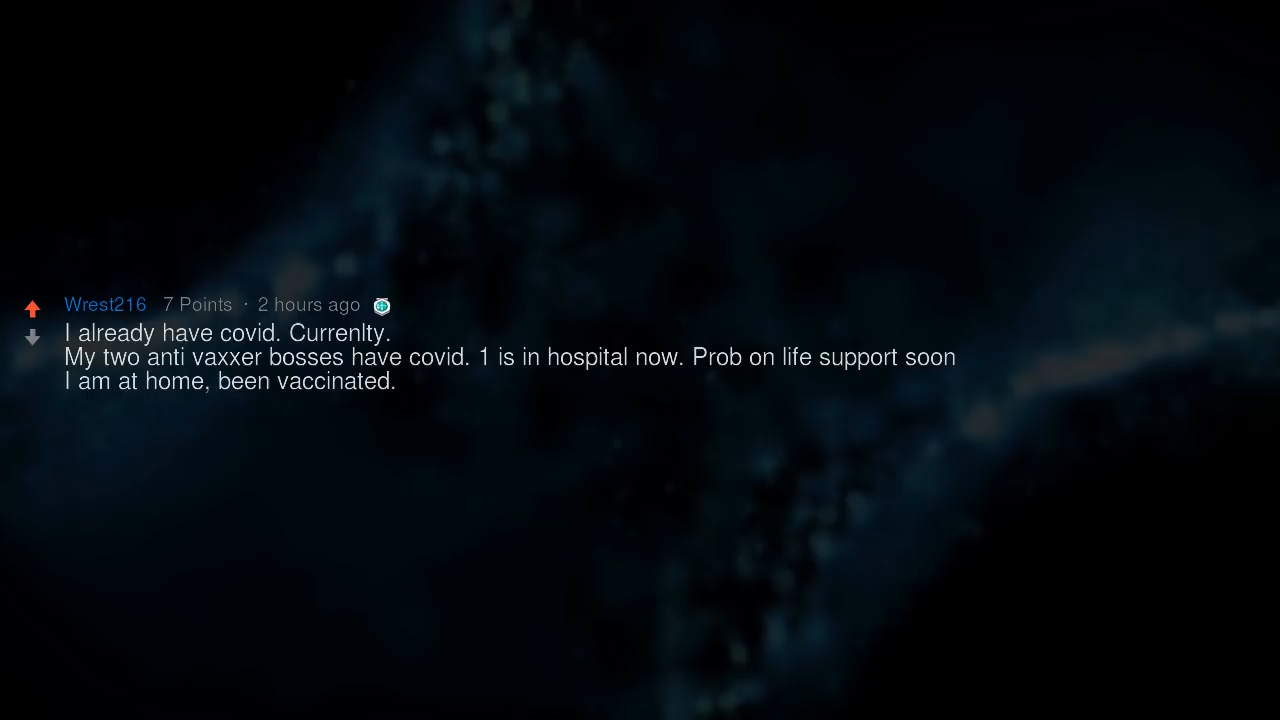 Wrest216 7 Points · 2 hours ago
I already have covid. Currenlty.
My two anti vaxxer bosses have covid. 1 is in hospital now. Prob on life support soon
I am at home, been vaccinated.